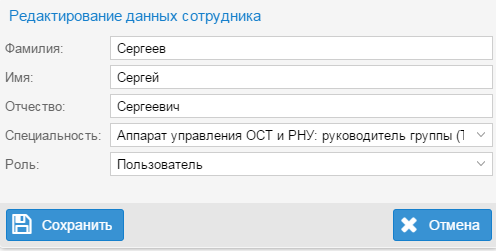 Редактирование данных сотрудника
Фамилия: Сергеев
Имя: Сергей
Отчество: Сергеевич
Специальность: Аппарат управления ОСТ и РНУ: руководитель группы (Т
Роль: Пользователь
Сохранить Отмена